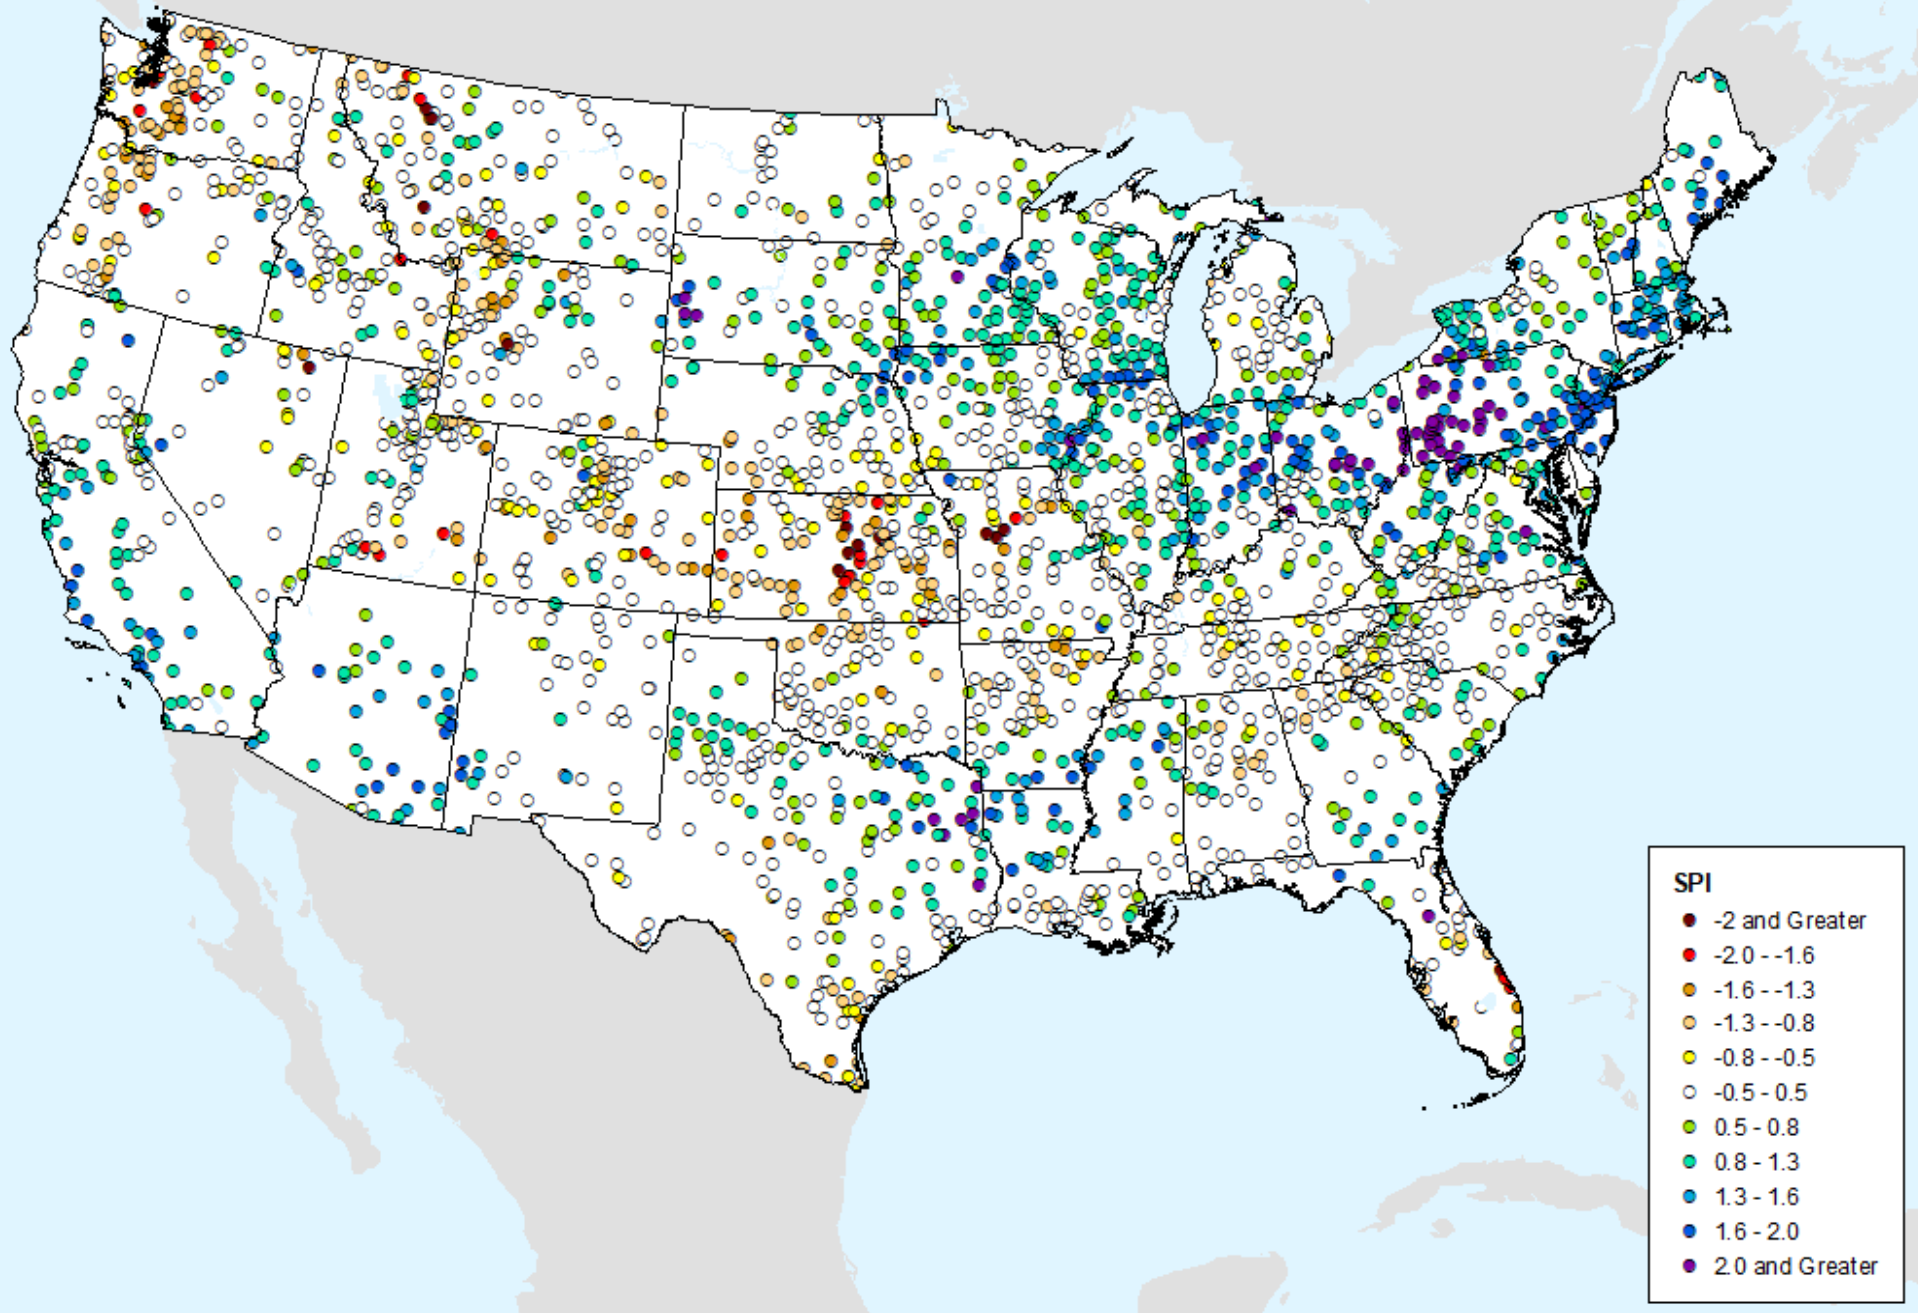 SPI
-2 and Greater
-2.0 - -1.6
-1.6 - -1.3
-1.3 - -0.8
-0.8 - -0.5
-0.5 - 0.5
0.5 - 0.8
0.8 - 1.3
1.3 - 1.6
1.6 - 2.0
2.0 and Greater